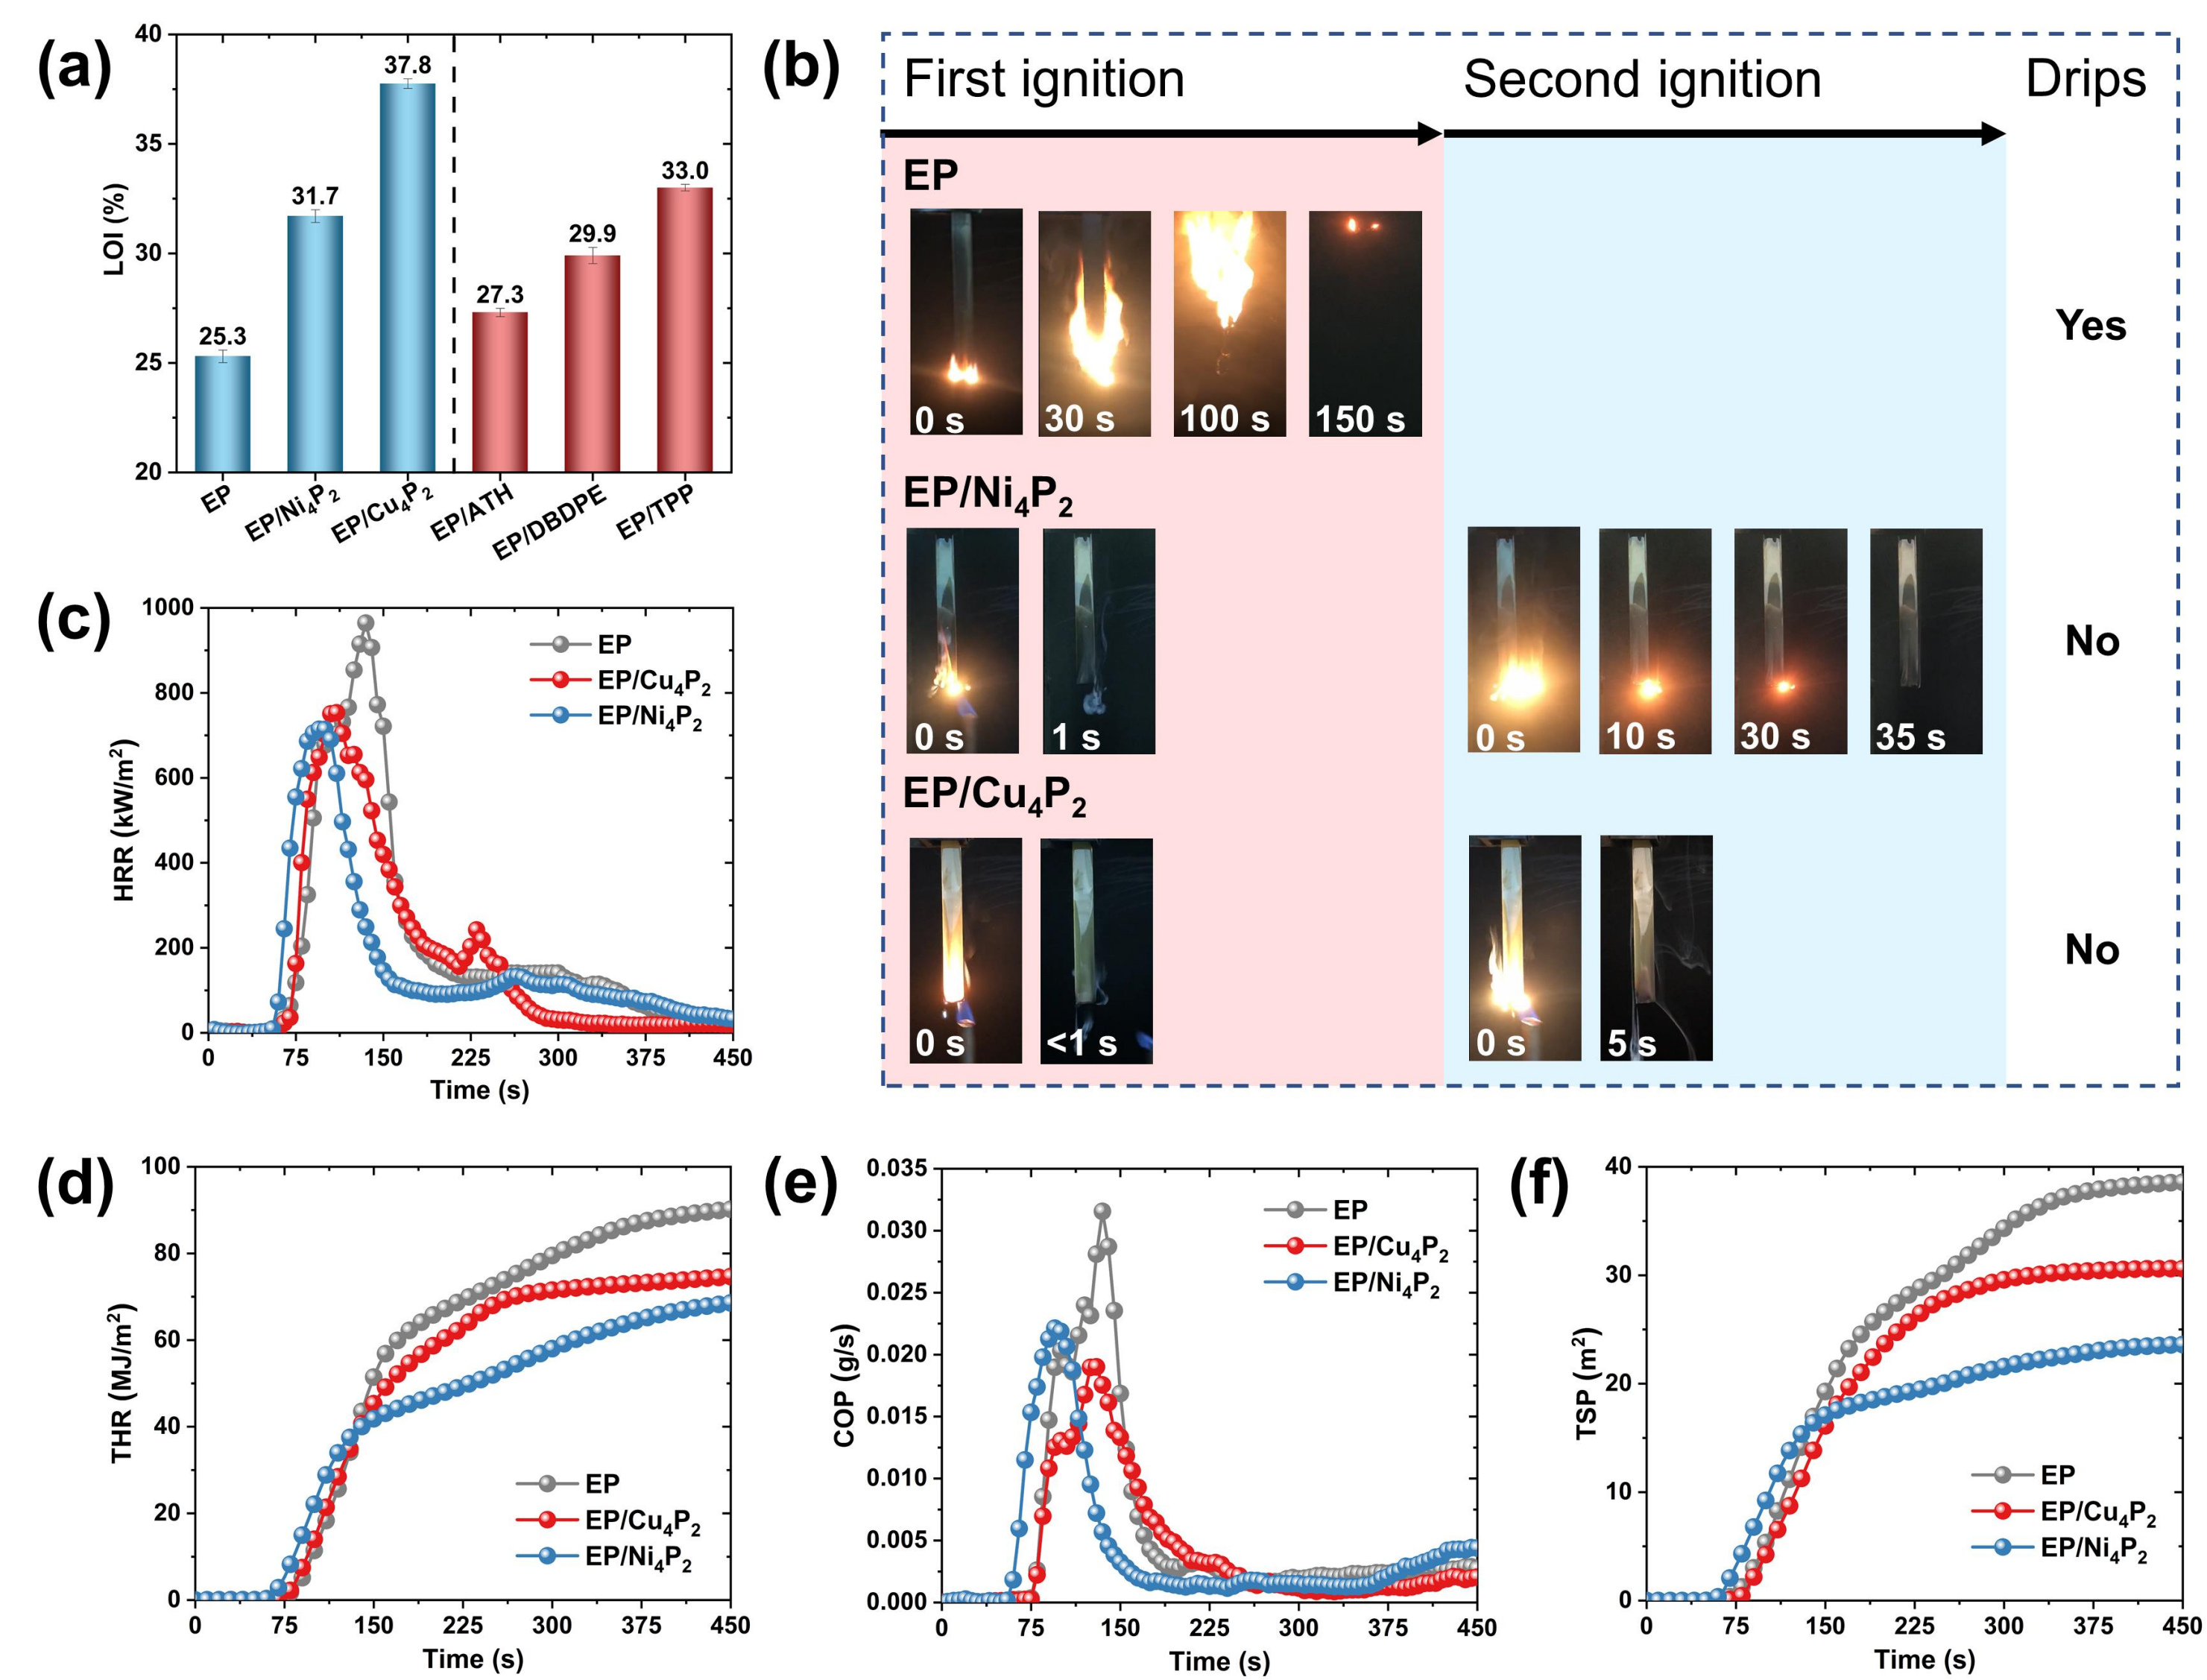 (a)
LOI (%)
40
35
30
25
20
25.3
31.7
37.8
27.3
29.9
33.0
EP
EP/Ni₄P₂
EP/Cu₄P₂
EP/ATH
EP/DBDPE
EP/TPP
(b)
First ignition
Second ignition
Drips
EP
0 s
30 s
100 s
150 s
Yes
EP/Ni₄P₂
0 s
1 s
0 s
10 s
30 s
35 s
No
EP/Cu₄P₂
0 s
<1 s
0 s
5 s
No
(c)
HRR (kW/m²)
1000
800
600
400
200
0
EP
EP/Cu₄P₂
EP/Ni₄P₂
0
75
150
225
300
375
450
Time (s)
(d)
THR (MJ/m²)
100
80
60
40
20
0
EP
EP/Cu₄P₂
EP/Ni₄P₂
0
75
150
225
300
375
450
Time (s)
(e)
COP (g/s)
0.035
0.030
0.025
0.020
0.015
0.010
0.005
0.000
EP
EP/Cu₄P₂
EP/Ni₄P₂
0
75
150
225
300
375
450
Time (s)
(f)
TSP (m²)
40
30
20
10
0
EP
EP/Cu₄P₂
EP/Ni₄P₂
0
75
150
225
300
375
450
Time (s)